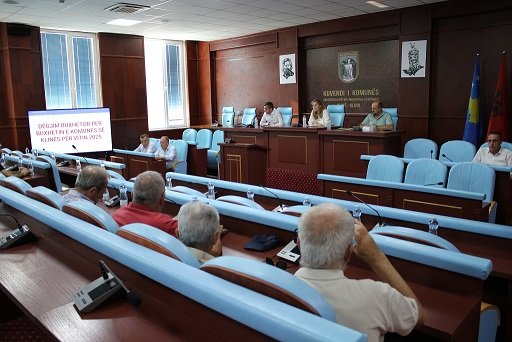 DËGJIM BUXHETOR PËR
BUXHETIN E KOMUNËS SË
KLINËS PËR VITIN 2025
KUVENDI I KOMUNËS